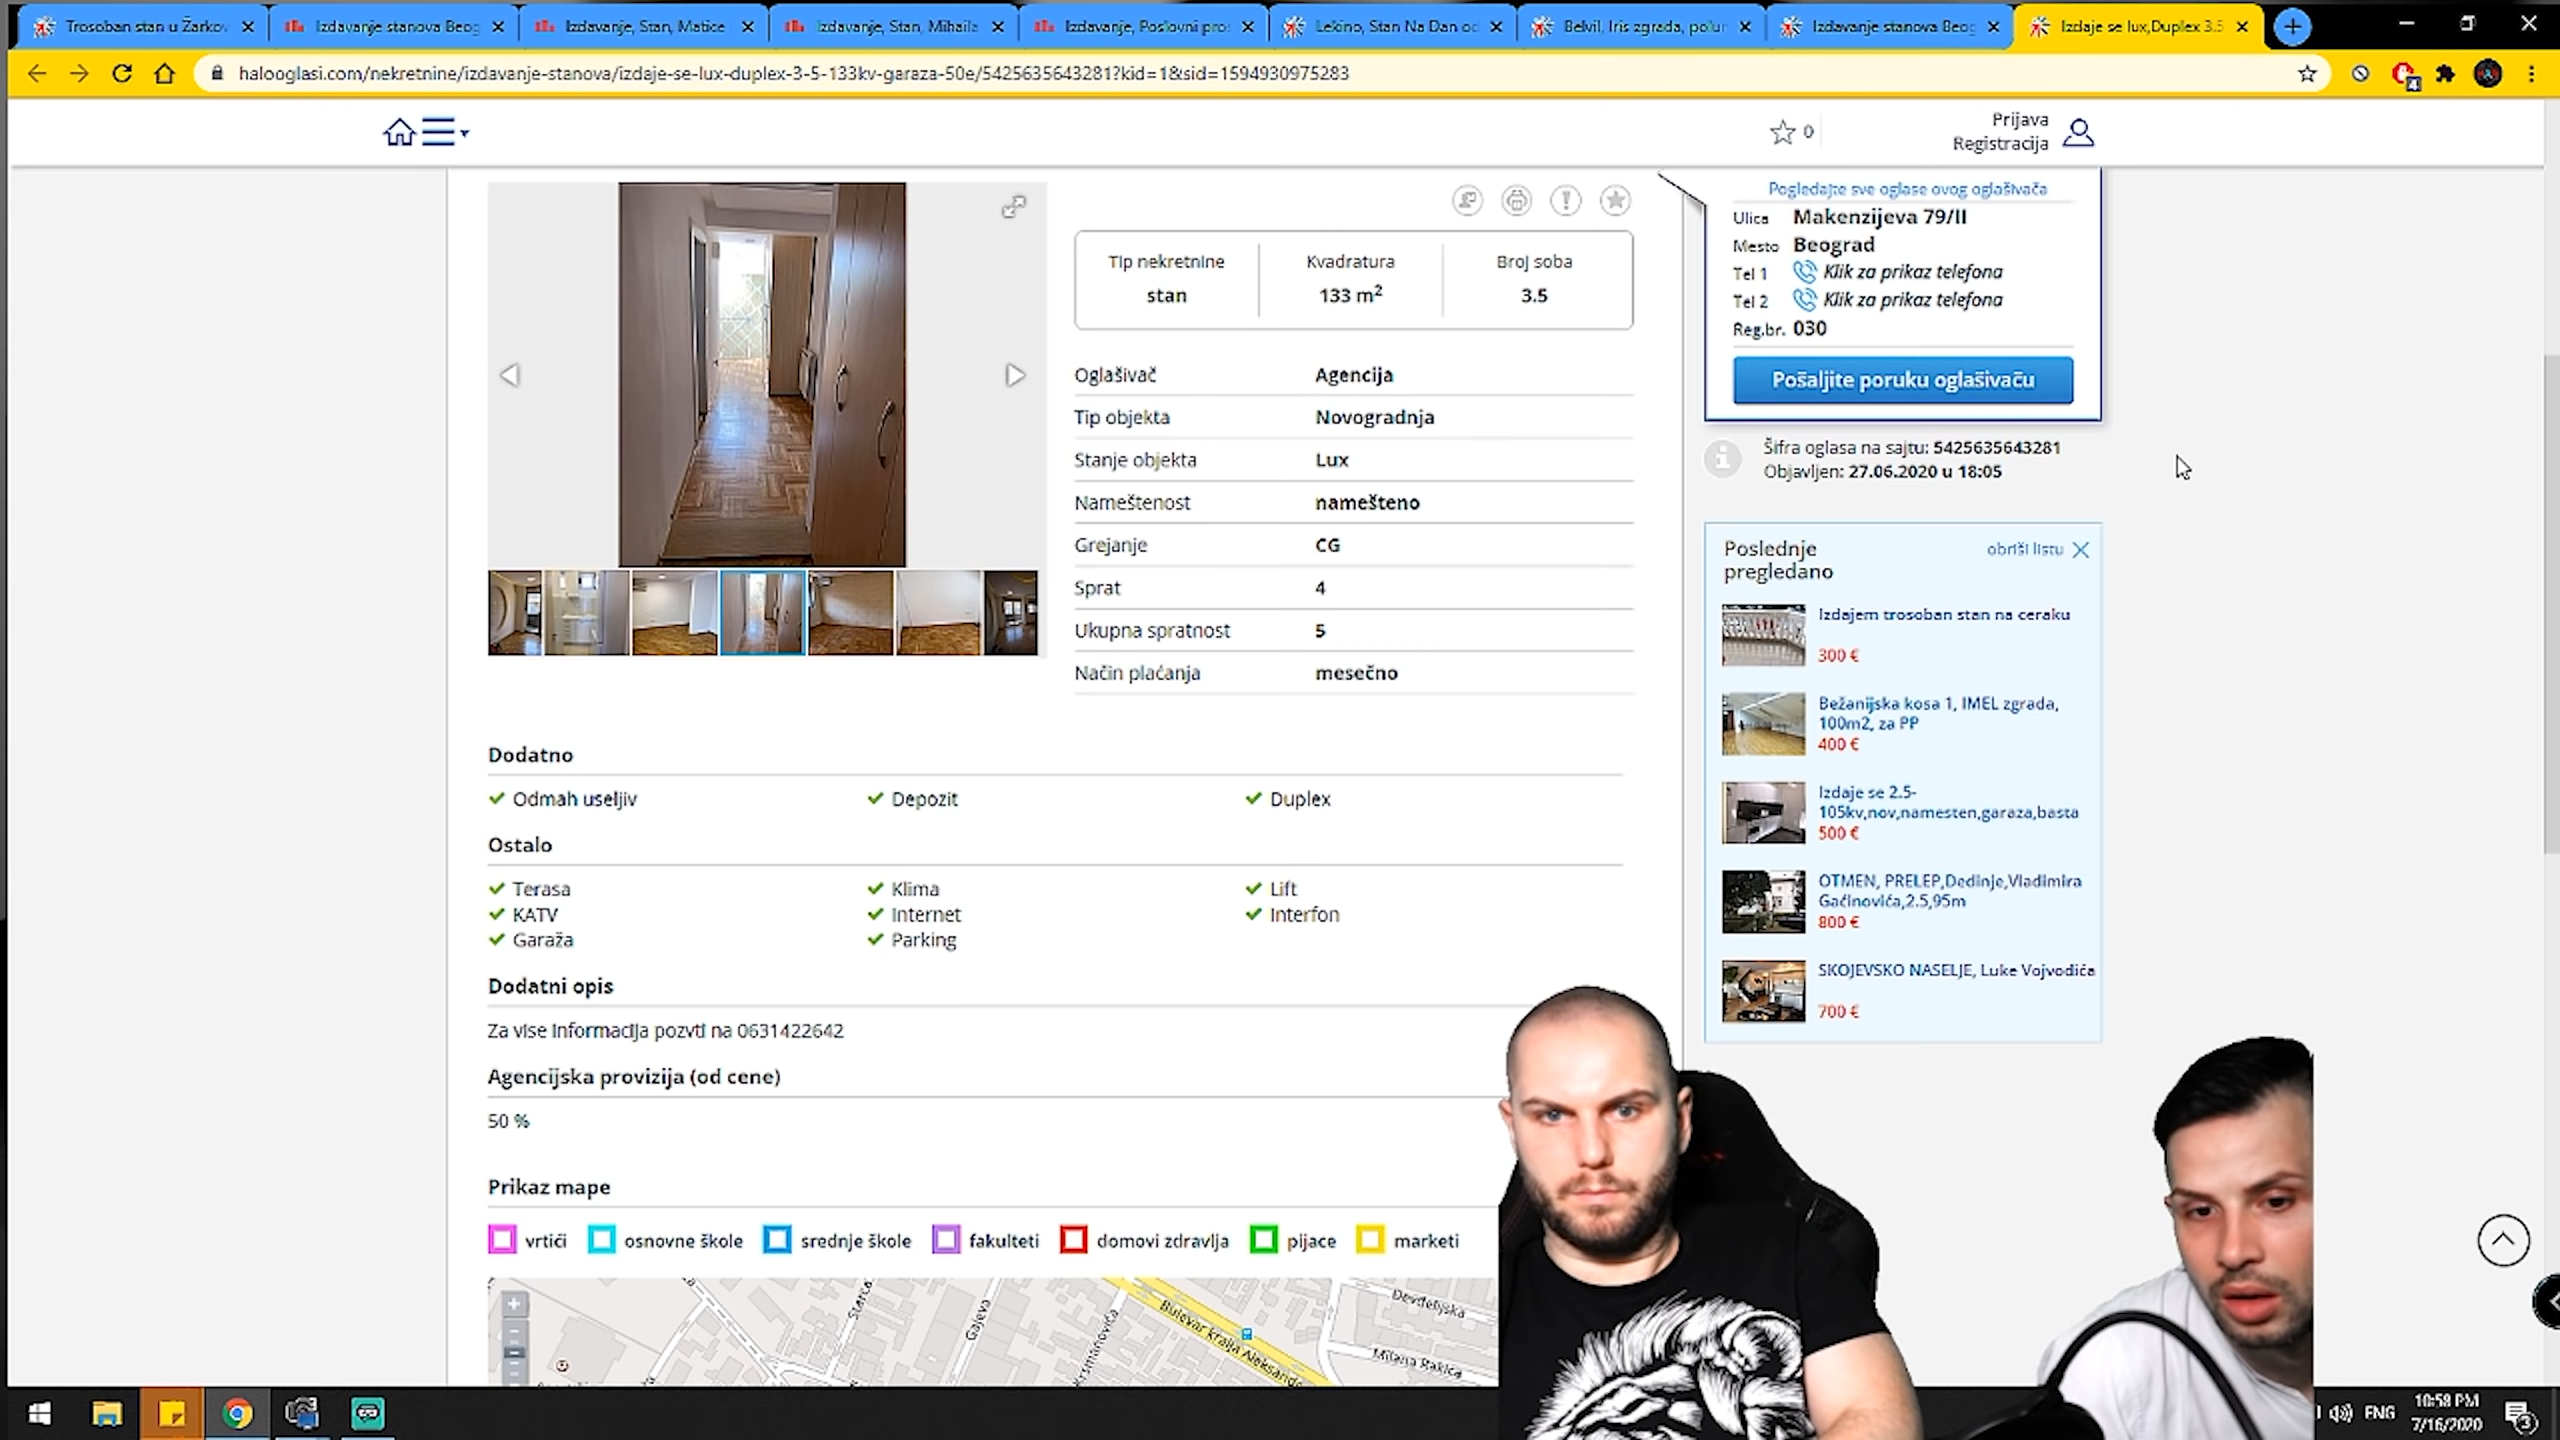 Trosoban stan u Žarkov
Izdavanje stanova Beog
Izdavanje, Stan, Matice
Izdavanje, Stan, Mihaila
Izdavanje, Poslovni pros
Lekino, Stan Na Dan od
Belvil, Iris zgrada, polun
Izdavanje stanova Beog
Izdaje se lux,Duplex 3.5
halooglasi.com/nekretnine/izdavanje-stanova/izdaje-se-lux-duplex-3-5-133kv-garaza-50e/5425635643281?kid=1&sid=1594930975283
0
Prijava
Registracija
Tip nekretnine
stan
Kvadratura
133 m²
Broj soba
3.5
Oglašivač Agencija
Tip objekta Novogradnja
Stanje objekta Lux
Nameštenost namešteno
Grejanje CG
Sprat 4
Ukupna spratnost 5
Način plaćanja mesečno
Pogledajte sve oglase ovog oglašivača
Ulica Makenzijeva 79/II
Mesto Beograd
Tel 1 Klik za prikaz telefona
Tel 2 Klik za prikaz telefona
Reg.br. 030
Pošaljite poruku oglašivaču
Šifra oglasa na sajtu: 5425635643281
Objavljen: 27.06.2020 u 18:05
Poslednje
pregledano
obriši listu
Izdajem trosoban stan na ceraku
300 €
Bežanijska kosa 1, IMEL zgrada,
100m2, za PP
400 €
Izdaje se 2.5-
105kv,nov,namesten,garaza,basta
500 €
OTMEN, PRELEP,Dedinje,Vladimira
Gaćinovića,2.5,95m
800 €
SKOJEVSKO NASELJE, Luke Vojvodića
700 €
Dodatno
Odmah useljiv Depozit Duplex
Ostalo
Terasa Klima Lift
KATV Internet Interfon
Garaža Parking
Dodatni opis
Za vise informacija pozvti na 0631422642
Agencijska provizija (od cene)
50 %
Prikaz mape
vrtići osnovne škole srednje škole fakulteti domovi zdravlja pijace marketi
Starca
Gajeva
Krsmanovića
Bulevar kralja Aleksandr
Devđelijska
Milana Rakića
ENG
10:58 PM
7/16/2020
3